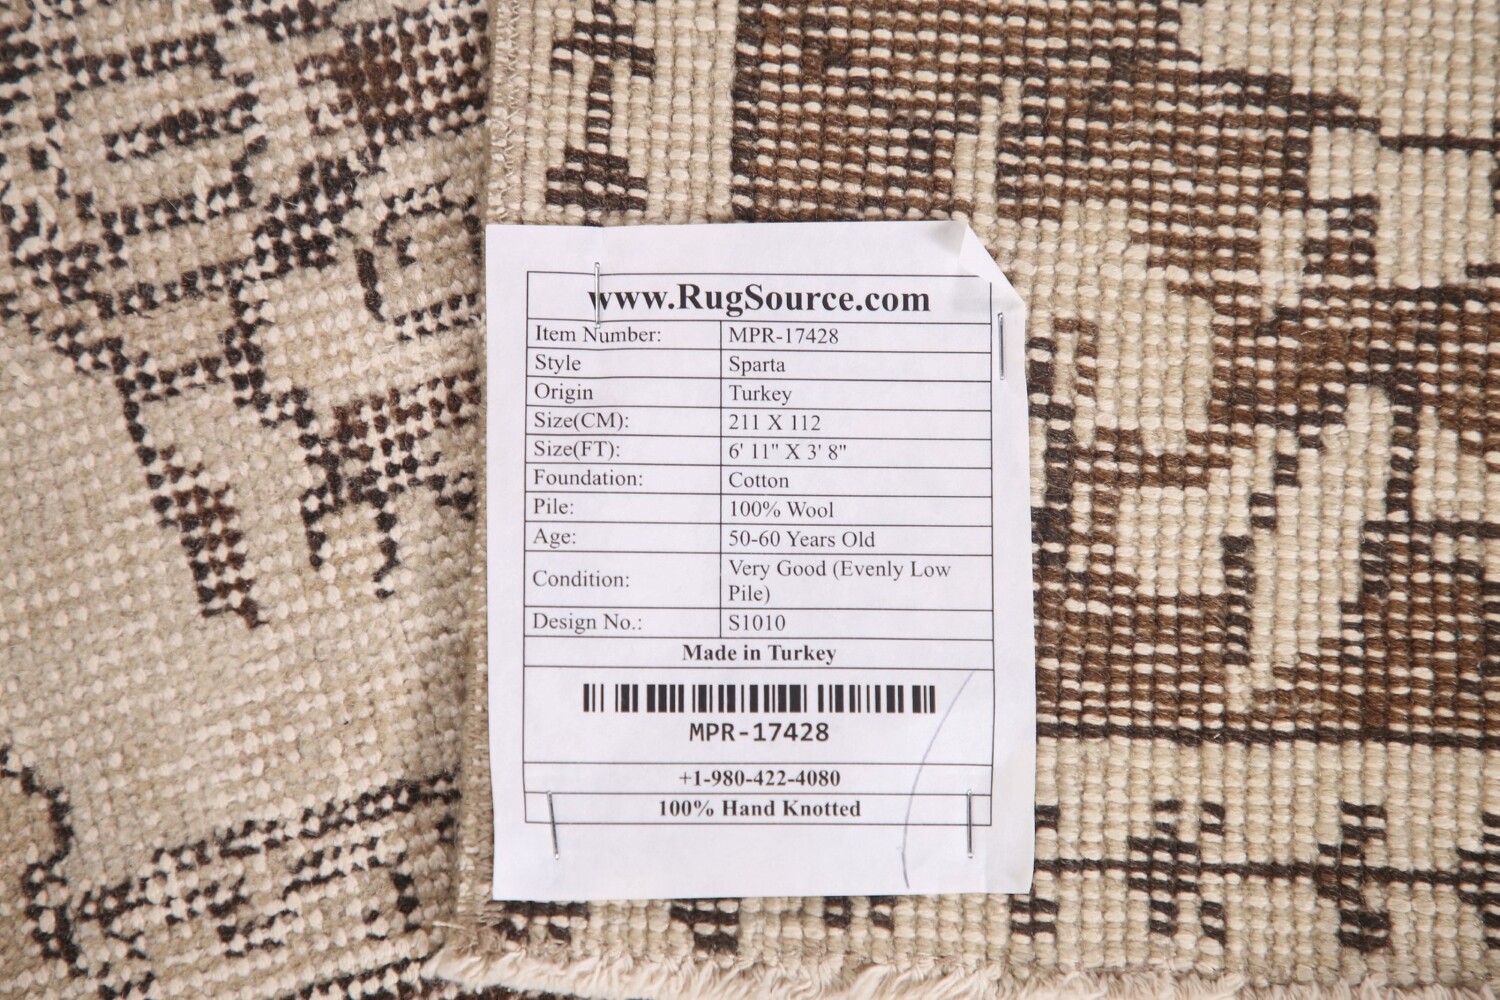 www.RugSource.com
Item Number: MPR-17428
Style Sparta
Origin Turkey
Size(CM): 211 X 112
Size(FT): 6' 11" X 3' 8"
Foundation: Cotton
Pile: 100% Wool
Age: 50-60 Years Old
Condition: Very Good (Evenly Low
Pile)
Design No.: S1010
Made in Turkey
MPR-17428
+1-980-422-4080
100% Hand Knotted